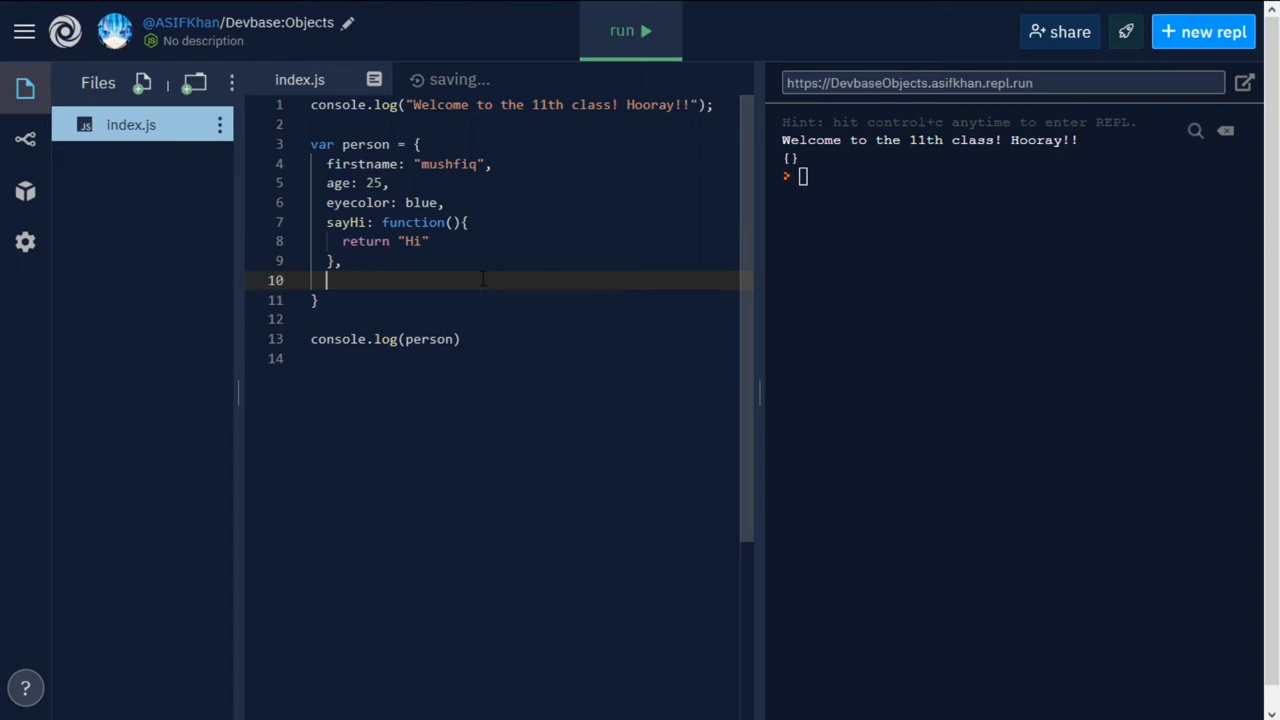 @ASIFKhan/Devbase:Objects
No description
run
share
+ new repl
Files
index.js
saving...
https://DevbaseObjects.asifkhan.repl.run
JS index.js
1 console.log("Welcome to the 11th class! Hooray!!");
2
3 var person = {
4 firstname: "mushfiq",
5 age: 25,
6 eyecolor: blue,
7 sayHi: function(){
8 return "Hi"
9 },
10
11 }
12
13 console.log(person)
14
Hint: hit control+c anytime to enter REPL.
Welcome to the 11th class! Hooray!!
{}
>
?